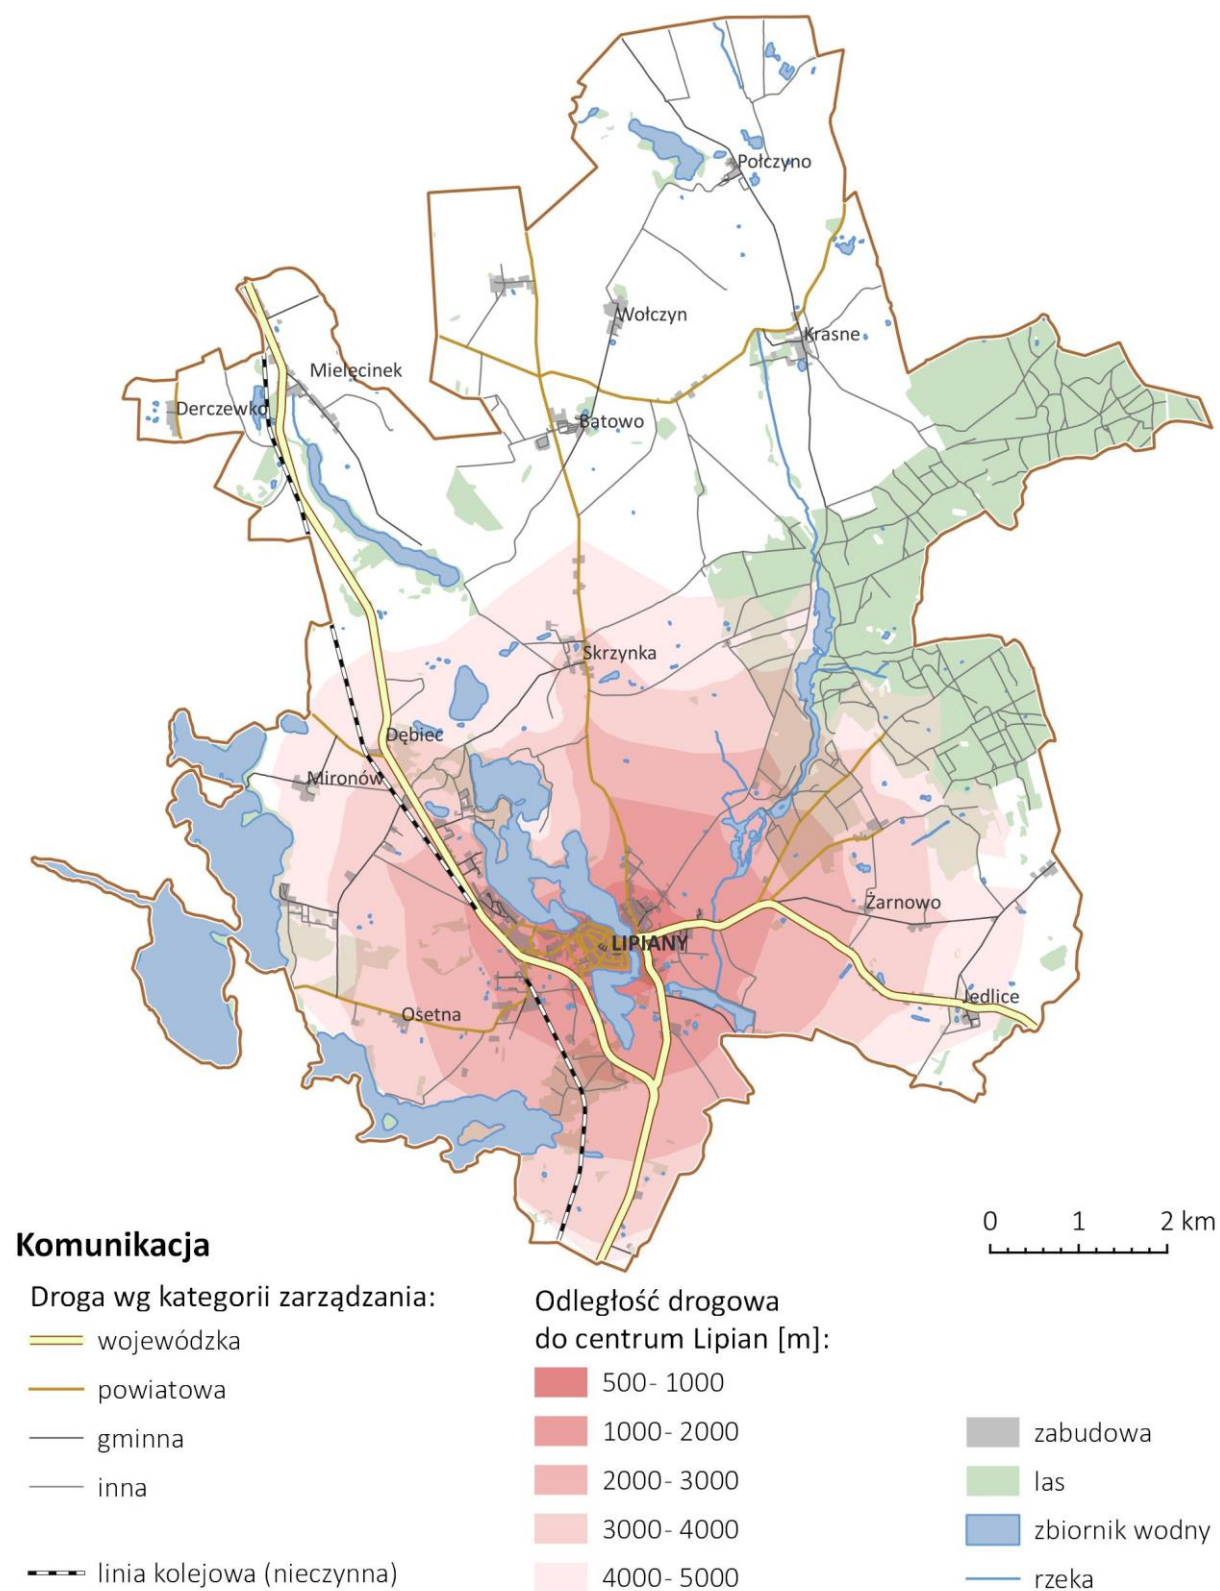 Połczyno
Wołczyn
Krasne
Mielęcinek
Derczewko
Batowo
Skrzynka
Dębiec
Mironów
Żarnowo
LIPIANY
Jedlice
Osetna
0 1 2 km
Komunikacja
Droga wg kategorii zarządzania:
wojewódzka
powiatowa
gminna
inna
linia kolejowa (nieczynna)
Odległość drogowa
do centrum Lipian [m]:
500- 1000
1000- 2000
2000- 3000
3000- 4000
4000- 5000
zabudowa
las
zbiornik wodny
rzeka